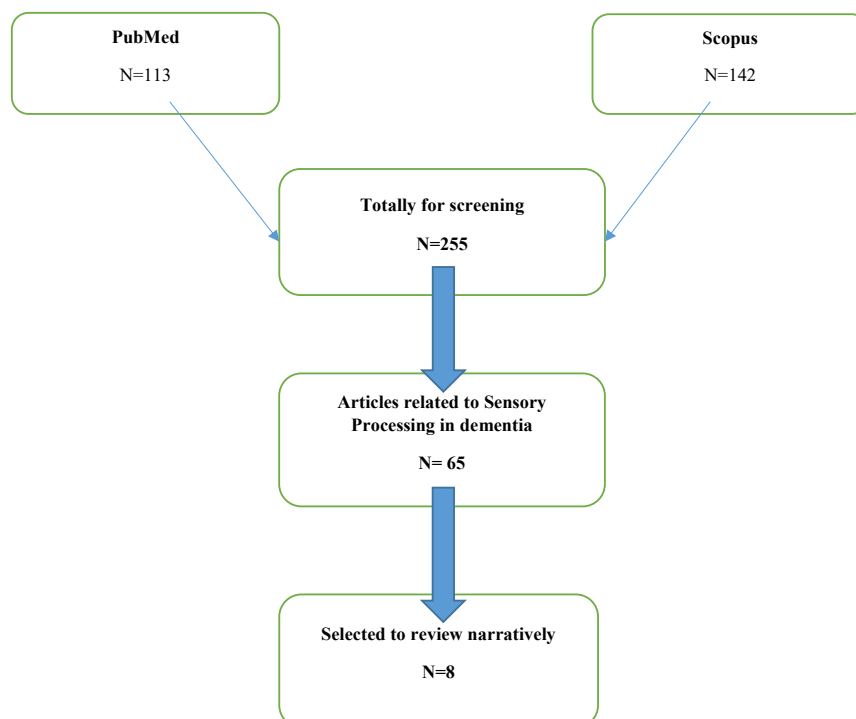 PubMed
N=113
Scopus
N=142
Totally for screening
N=255
Articles related to Sensory
Processing in dementia
N= 65
Selected to review narratively
N=8